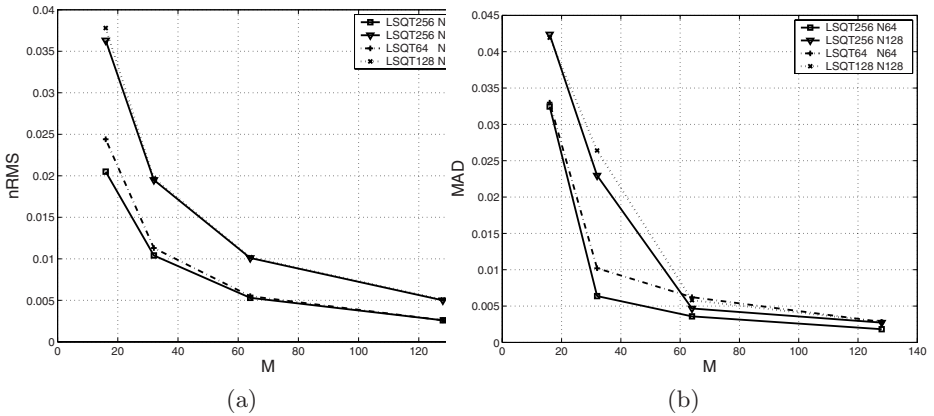 0.04
0.035
0.03
0.025
0.02
0.015
0.01
0.005
0
nRMS
0
20
40
60
80
100
120
M
LSQT256 N
LSQT256 N
LSQT64 N
LSQT128 N
(a)
0.045
0.04
0.035
0.03
0.025
0.02
0.015
0.01
0.005
0
MAD
0
20
40
60
80
100
120
140
M
LSQT256 N64
LSQT256 N128
LSQT64 N64
LSQT128 N128
(b)